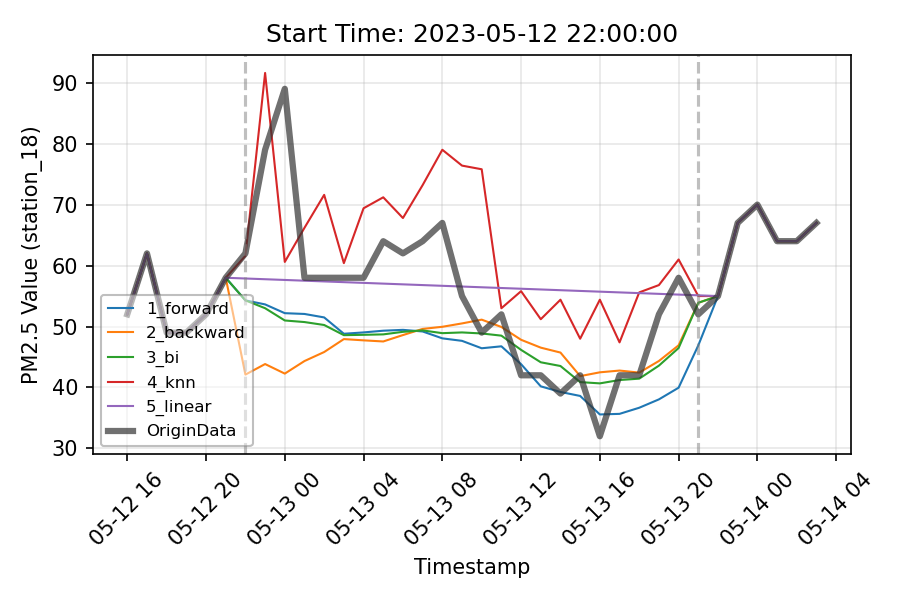 Start Time: 2023-05-12 22:00:00
PM2.5 Value (station_18)
90
80
70
60
50
40
30
1_forward
2_backward
3_bi
4_knn
5_linear
OriginData
05-12 16
05-12 20
05-13 00
05-13 04
05-13 08
05-13 12
05-13 16
05-13 20
05-14 00
05-14 04
Timestamp